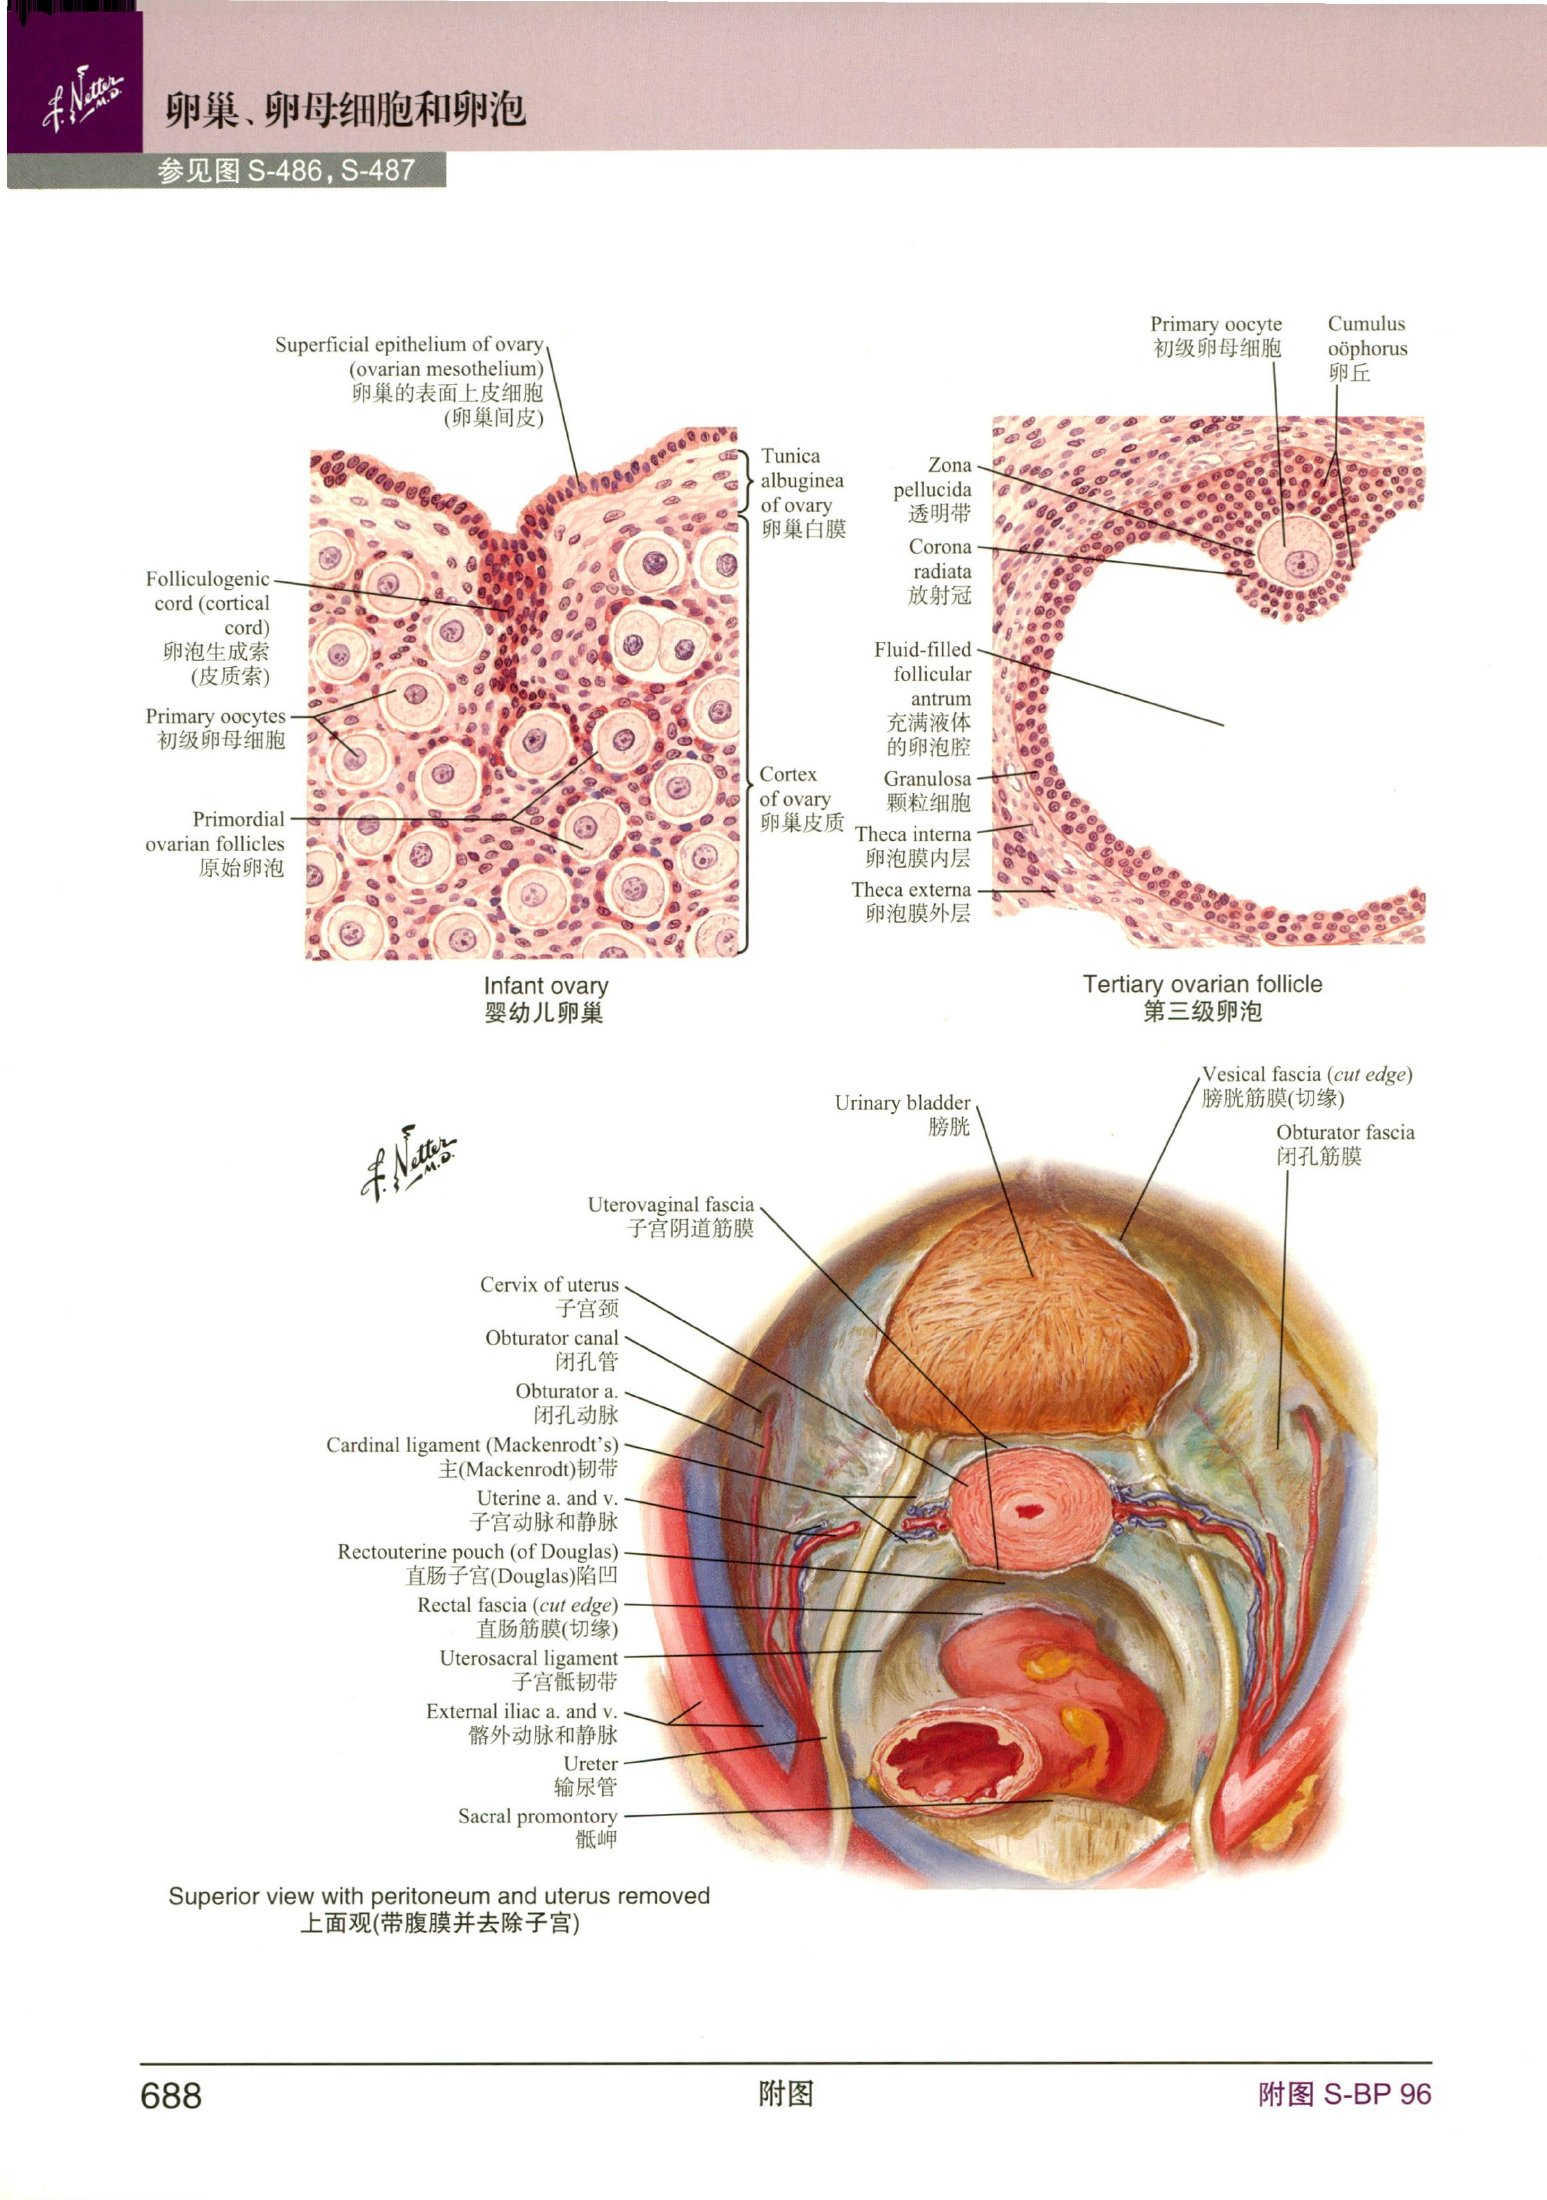 F. Netter M.D.
卵巢、卵母细胞和卵泡
参见图 S-486, S-487
Superficial epithelium of ovary
(ovarian mesothelium)
卵巢的表面上皮细胞
(卵巢间皮)
Tunica
albuginea
of ovary
卵巢白膜
Folliculogenic
cord (cortical
cord)
卵泡生成索
(皮质索)
Primary oocytes
初级卵母细胞
Primordial
ovarian follicles
原始卵泡
Cortex
of ovary
卵巢皮质
Infant ovary
婴幼儿卵巢
Primary oocyte
初级卵母细胞
Cumulus
oöphorus
卵丘
Zona
pellucida
透明带
Corona
radiata
放射冠
Fluid-filled
follicular
antrum
充满液体
的卵泡腔
Granulosa
颗粒细胞
Theca interna
卵泡膜内层
Theca externa
卵泡膜外层
Tertiary ovarian follicle
第三级卵泡
F. Netter M.D.
Urinary bladder
膀胱
Vesical fascia (cut edge)
膀胱筋膜(切缘)
Obturator fascia
闭孔筋膜
Uterovaginal fascia
子宫阴道筋膜
Cervix of uterus
子宫颈
Obturator canal
闭孔管
Obturator a.
闭孔动脉
Cardinal ligament (Mackenrodt's)
主(Mackenrodt)韧带
Uterine a. and v.
子宫动脉和静脉
Rectouterine pouch (of Douglas)
直肠子宫(Douglas)陷凹
Rectal fascia (cut edge)
直肠筋膜(切缘)
Uterosacral ligament
子宫骶韧带
External iliac a. and v.
髂外动脉和静脉
Ureter
输尿管
Sacral promontory
骶岬
Superior view with peritoneum and uterus removed
上面观(带腹膜并去除子宫)
688
附图
附图 S-BP 96